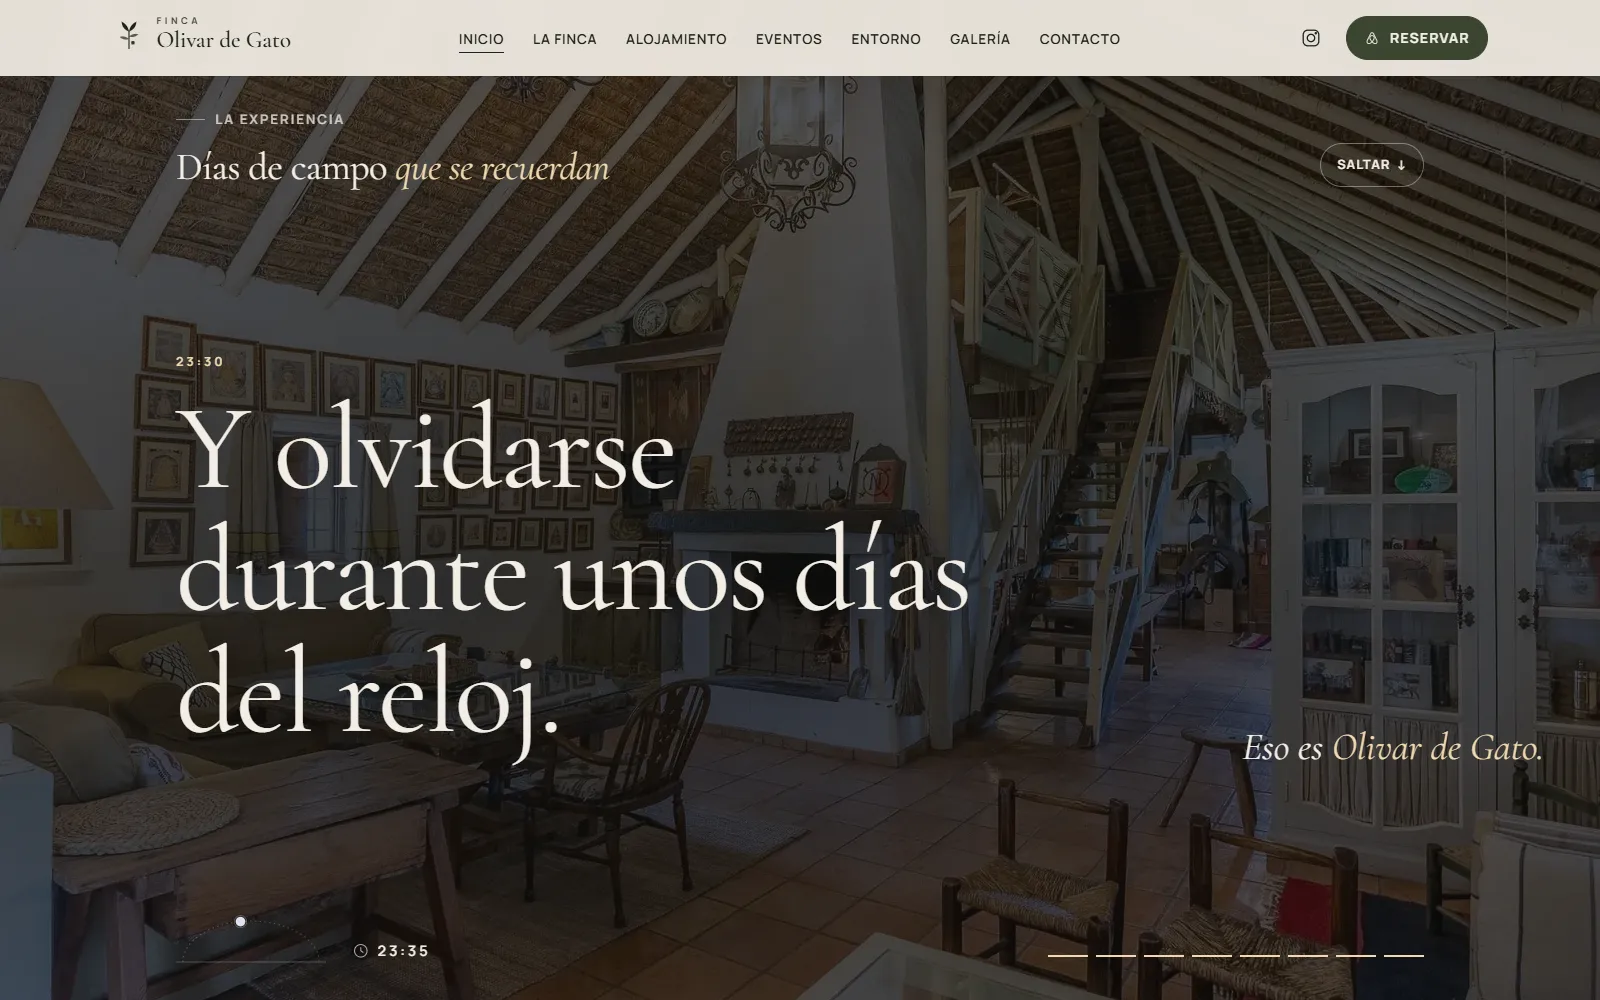 FINCA
Olivar de Gato
INICIO
LA FINCA
ALOJAMIENTO
EVENTOS
ENTORNO
GALERÍA
CONTACTO
RESERVAR
LA EXPERIENCIA
Días de campo que se recuerdan
SALTAR ↓
23:30
Y olvidarse
durante unos días
del reloj.
Eso es Olivar de Gato.
23:35